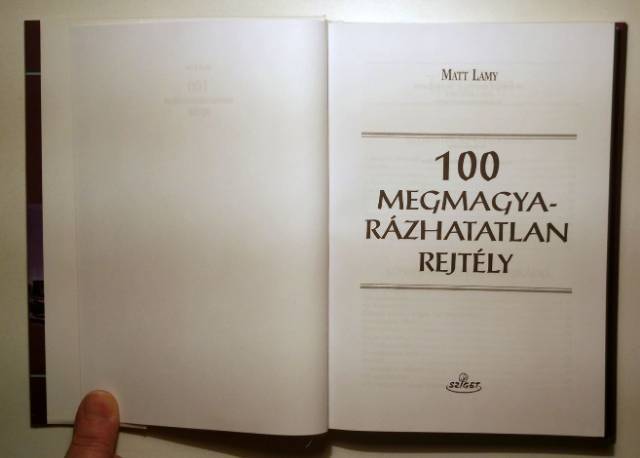 MATT LAMY
100
MEGMAGYA-
RÁZHATATLAN
REJTÉLY
SZIGET